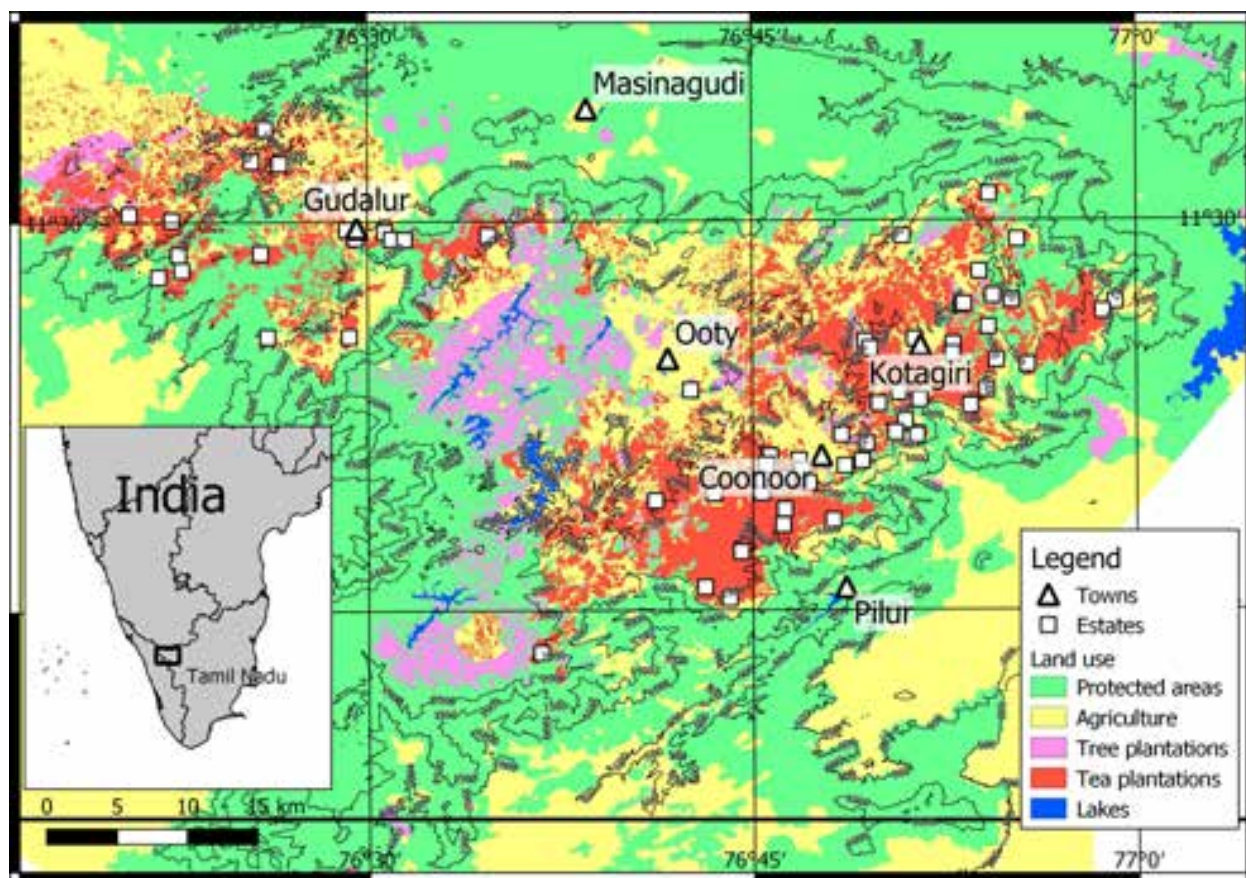 76°30'
76°45'
77°0'
Masinagudi
Gudalur
11°30'
11°30'
Ooty
Kotagiri
Coonoor
India
Tamil Nadu
Pilur
Legend
Towns
Estates
Land use
Protected areas
Agriculture
Tree plantations
Tea plantations
Lakes
0 5 10 15 km
76°30'
76°45'
77°0'